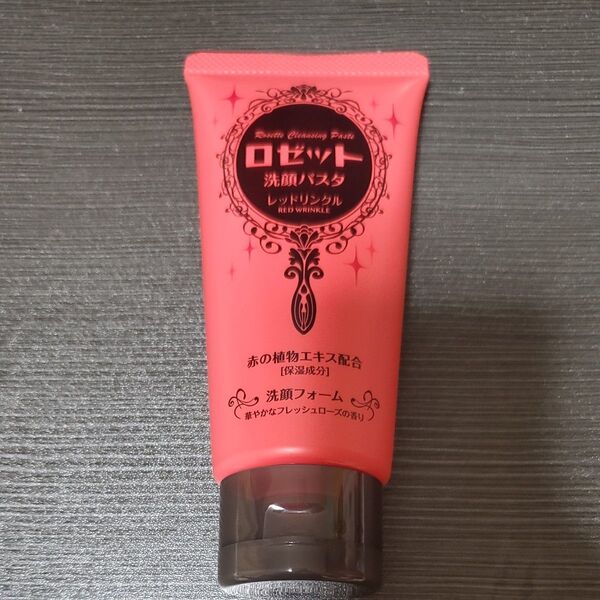 Rosette Cleansing Paste
ロゼット
洗顔パスタ
レッドリンクル
RED WRINKLE
赤の植物エキス配合
[保湿成分]
洗顔フォーム
華やかなフレッシュローズの香り